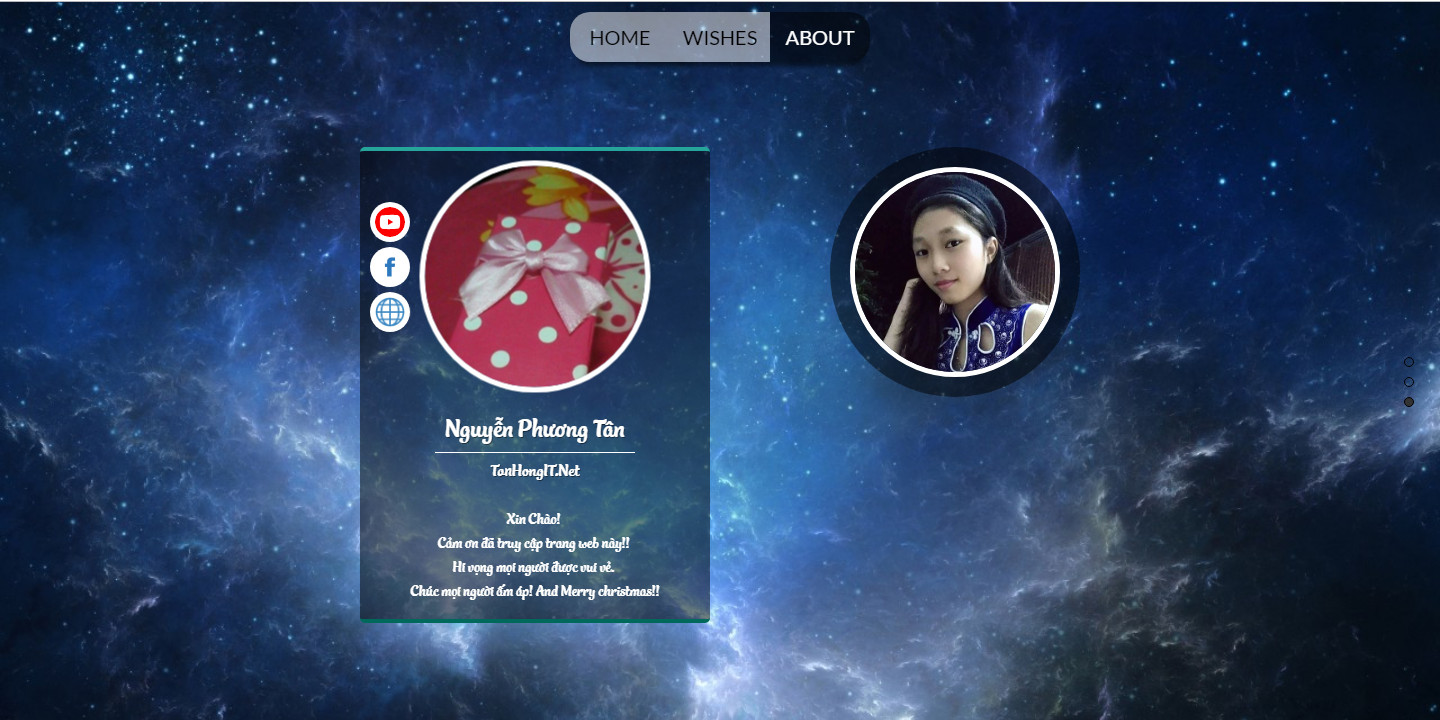 HOME WISHES ABOUT
Nguyễn Phương Tân
TanHongIT.Net
Xin Chào!
Cảm ơn đã truy cập trang web này!!
Hi vọng mọi người được vui vẻ.
Chúc mọi người ấm áp! And Merry christmas!!